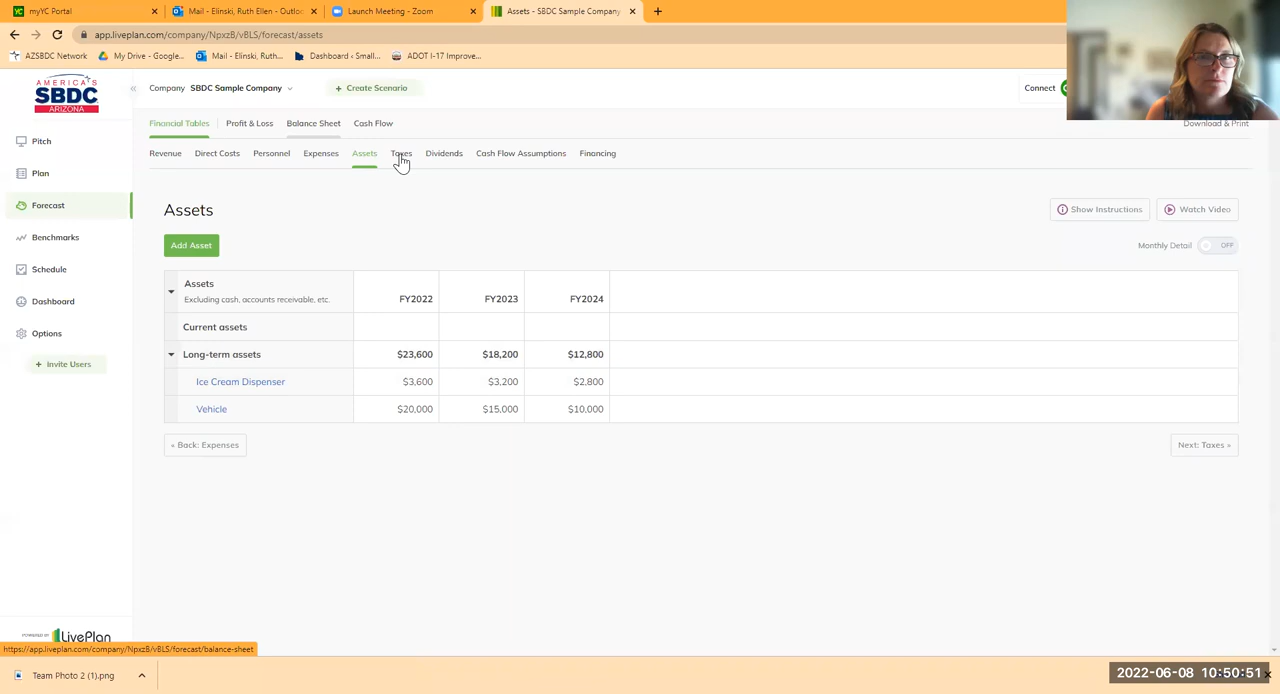 myYC Portal
Mail - Elinski, Ruth Ellen - Outlo
Launch Meeting - Zoom
Assets - SBDC Sample Company
app.liveplan.com/company/NpxzB/vBLS/forecast/assets
AZSBDC Network
My Drive - Google...
Mail - Elinski, Ruth...
Dashboard < Small...
ADOT I-17 Improve...
AMERICA'S
SBDC
ARIZONA
Company SBDC Sample Company
+ Create Scenario
Connect
Financial Tables
Profit & Loss
Balance Sheet
Cash Flow
Download & Print
Revenue
Direct Costs
Personnel
Expenses
Assets
Taxes
Dividends
Cash Flow Assumptions
Financing
Pitch
Plan
Forecast
Benchmarks
Schedule
Dashboard
Options
+ Invite Users
Assets
Show Instructions
Watch Video
Add Asset
Monthly Detail OFF
Assets
Excluding cash, accounts receivable, etc.
FY2022 FY2023 FY2024
Current assets
Long-term assets $23,600 $18,200 $12,800
Ice Cream Dispenser $3,600 $3,200 $2,800
Vehicle $20,000 $15,000 $10,000
« Back: Expenses
Next: Taxes »
POWERED BY LivePlan
https://app.liveplan.com/company/NpxzB/vBLS/forecast/balance-sheet
Team Photo 2 (1).png
2022-06-08 10:50:51